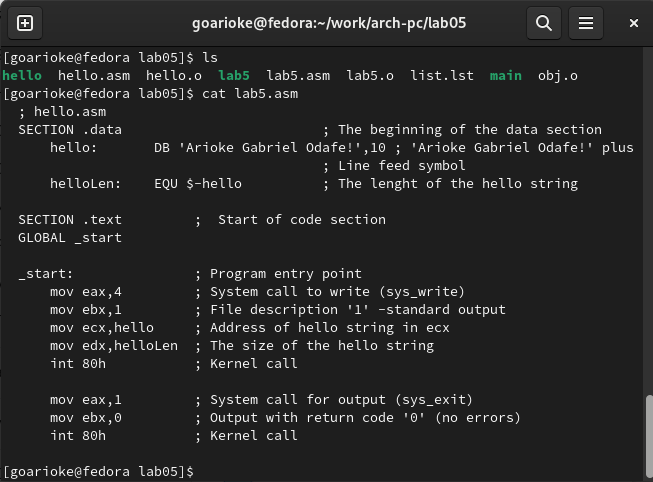 goarioke@fedora:~/work/arch-pc/lab05
[goarioke@fedora lab05]$ ls
hello  hello.asm  hello.o  lab5  lab5.asm  lab5.o  list.lst  main  obj.o
[goarioke@fedora lab05]$ cat lab5.asm
  ; hello.asm
  SECTION .data                         ; The beginning of the data section
      hello:       DB 'Arioke Gabriel Odafe!',10 ; 'Arioke Gabriel Odafe!' plus
                                        ; Line feed symbol
      helloLen:    EQU $-hello          ; The lenght of the hello string

  SECTION .text         ;  Start of code section
  GLOBAL _start

  _start:               ; Program entry point
      mov eax,4         ; System call to write (sys_write)
      mov ebx,1         ; File description '1' -standard output
      mov ecx,hello     ; Address of hello string in ecx
      mov edx,helloLen  ; The size of the hello string
      int 80h           ; Kernel call

      mov eax,1         ; System call for output (sys_exit)
      mov ebx,0         ; Output with return code '0' (no errors)
      int 80h           ; Kernel call

[goarioke@fedora lab05]$